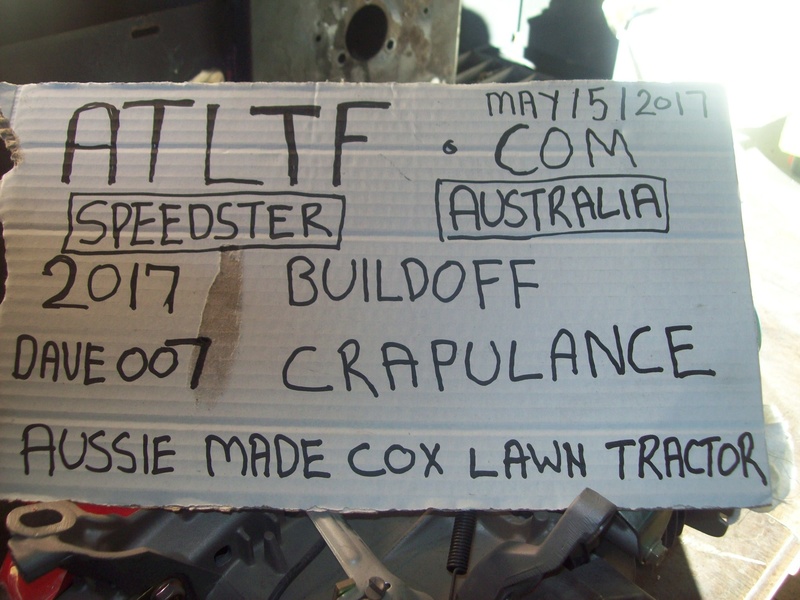 MAY/5/2017
ATLTF.COM
SPEEDSTER AUSTRALIA
2017 BUILDOFF
DAVE007 CRAPULANCE
AUSSIE MADE COX LAWN TRACTOR